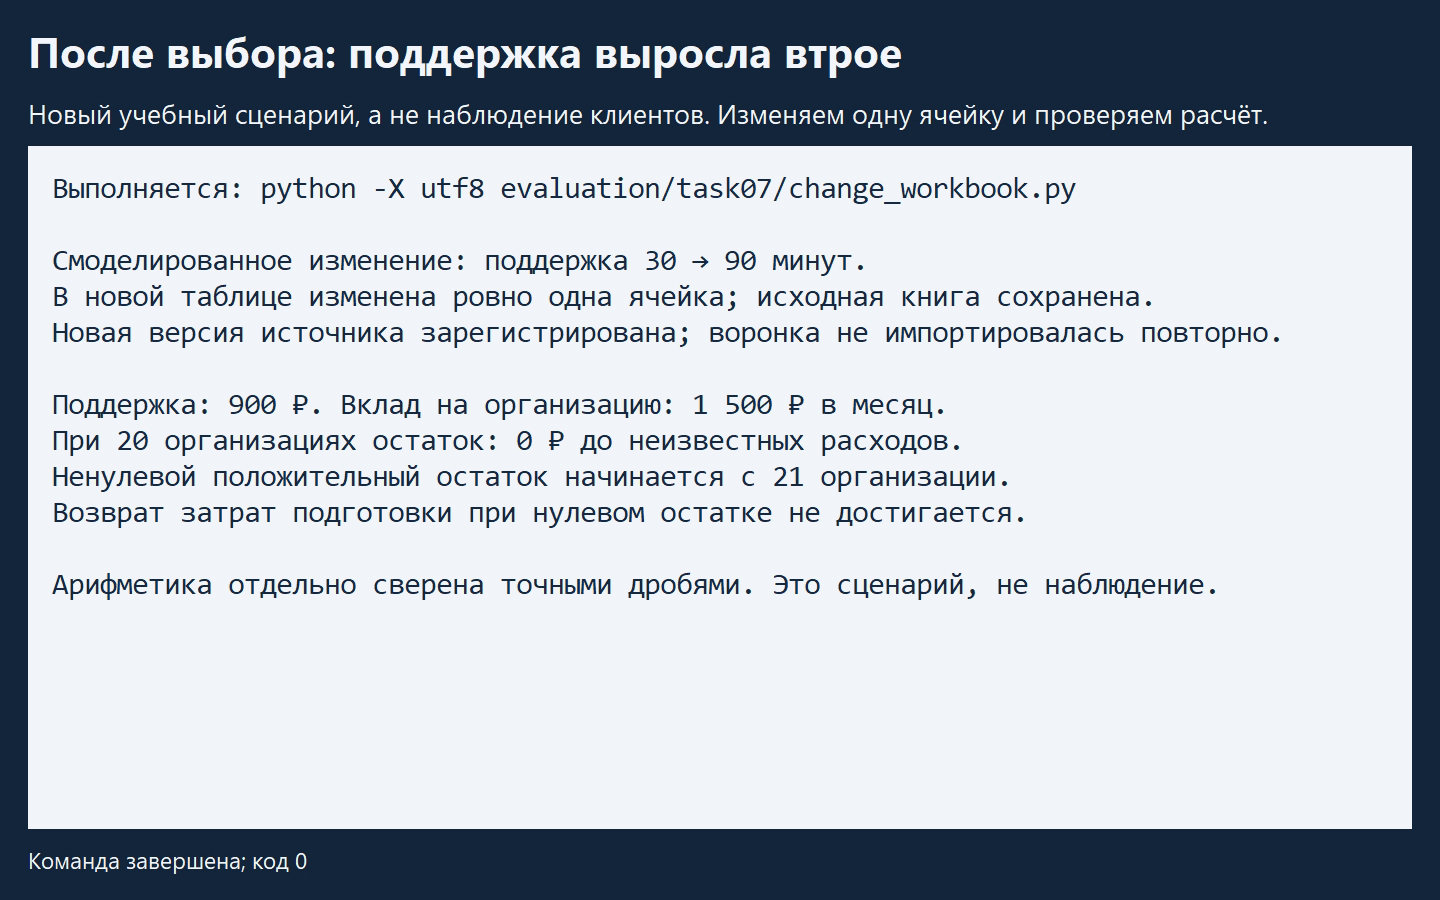 После выбора: поддержка выросла втрое
Новый учебный сценарий, а не наблюдение клиентов. Изменяем одну ячейку и проверяем расчёт.
Выполняется: python -X utf8 evaluation/task07/change_workbook.py
Смоделированное изменение: поддержка 30 → 90 минут.
В новой таблице изменена ровно одна ячейка; исходная книга сохранена.
Новая версия источника зарегистрирована; воронка не импортировалась повторно.
Поддержка: 900 ₽. Вклад на организацию: 1 500 ₽ в месяц.
При 20 организациях остаток: 0 ₽ до неизвестных расходов.
Ненулевой положительный остаток начинается с 21 организации.
Возврат затрат подготовки при нулевом остатке не достигается.
Арифметика отдельно сверена точными дробями. Это сценарий, не наблюдение.
Команда завершена; код 0